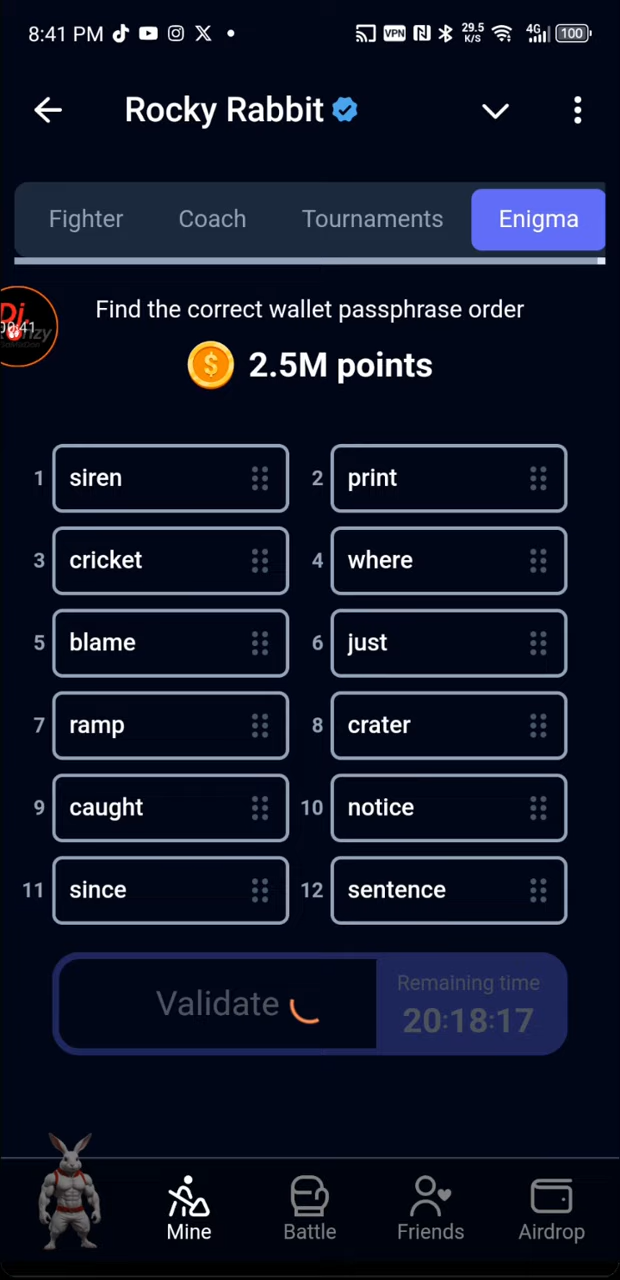 8:41 PM
VPN 29.5 K/S 4G 100
Rocky Rabbit
Fighter Coach Tournaments Enigma
Find the correct wallet passphrase order
2.5M points
1 siren 2 print
3 cricket 4 where
5 blame 6 just
7 ramp 8 crater
9 caught 10 notice
11 since 12 sentence
Validate
Remaining time
20:18:17
Mine Battle Friends Airdrop